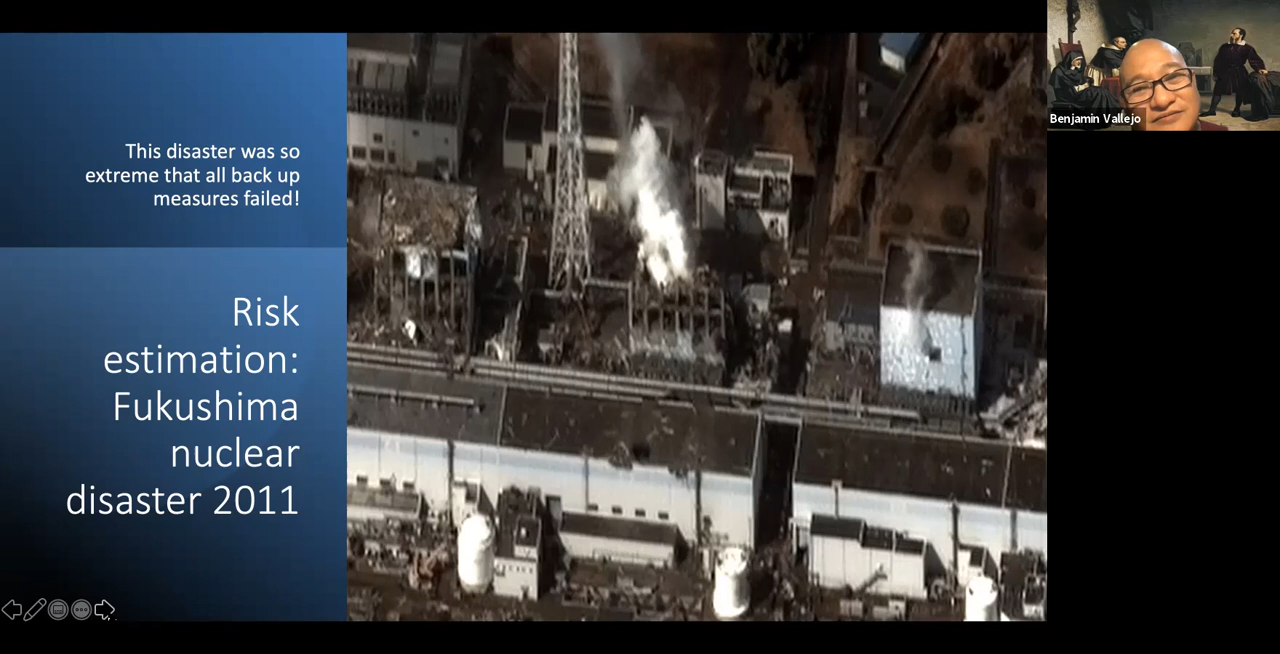 This disaster was so
extreme that all back up
measures failed!
Risk
estimation:
Fukushima
nuclear
disaster 2011
Benjamin Vallejo